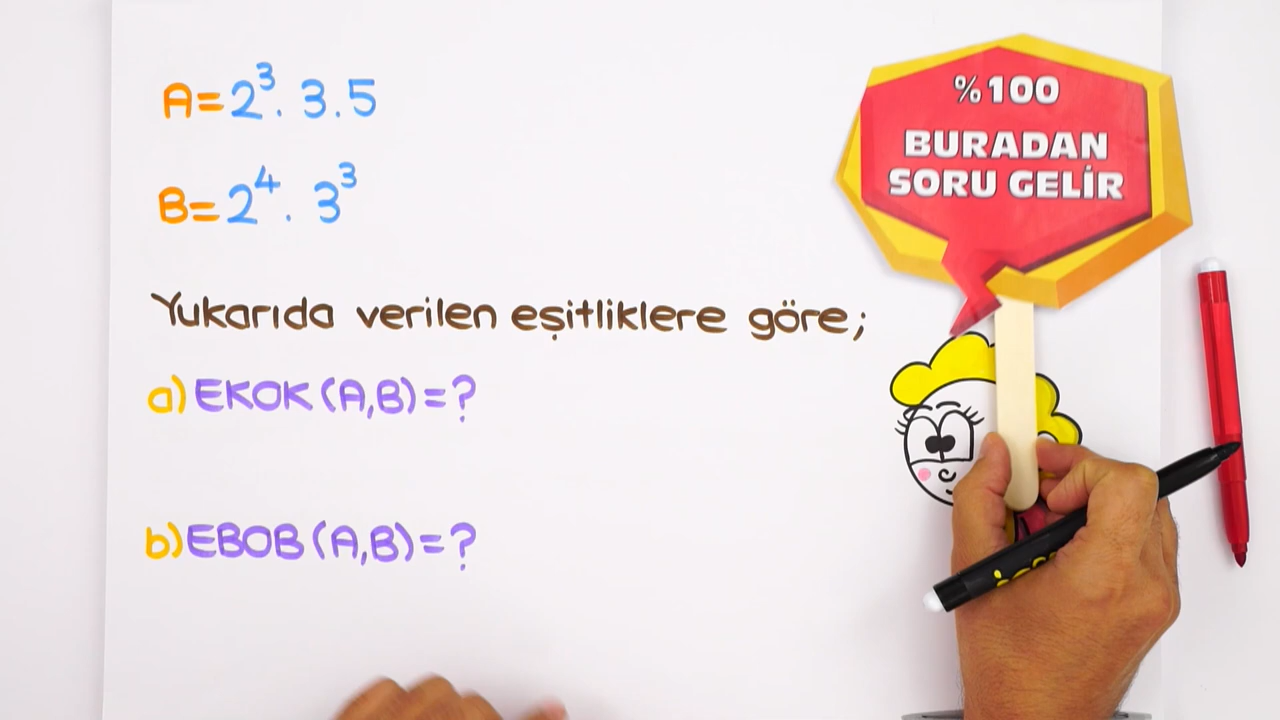 A=2³.3.5
B=2⁴.3³
Yukarıda verilen eşitliklere göre;
a) EKOK(A,B)=?
b) EBOB(A,B)=?
%100
BURADAN
SORU GELİR